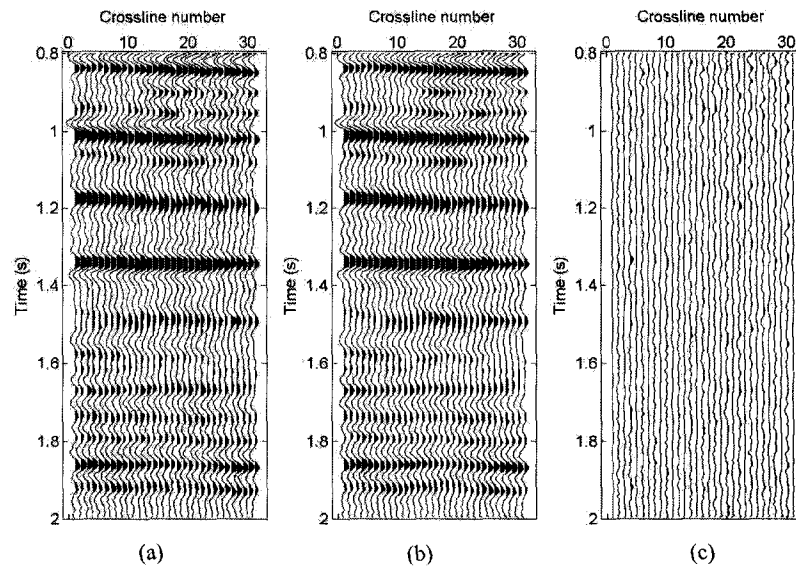 Crossline number Crossline number Crossline number
0 10 20 30 0 10 20 30 0 10 20 30
0.8 0.8 0.8
1 1 1
1.2 1.2 1.2
1.4 1.4 1.4
1.6 1.6 1.6
1.8 1.8 1.8
2 2 2
Time (s) Time (s) Time (s)
(a) (b) (c)